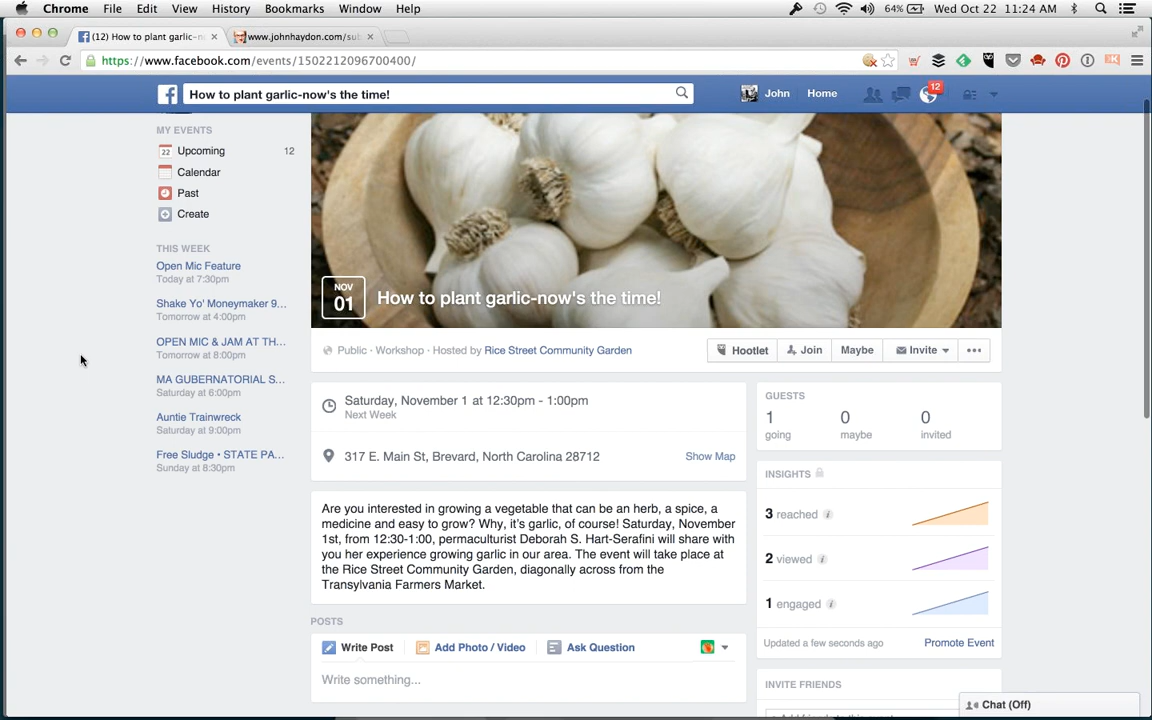 Chrome File Edit View History Bookmarks Window Help 64% Wed Oct 22 11:24 AM
(12) How to plant garlic-n
www.johnhaydon.com/sub
https://www.facebook.com/events/1502212096700400/
How to plant garlic-now's the time!
John Home 12
MY EVENTS
22 Upcoming 12
Calendar
Past
Create
THIS WEEK
Open Mic Feature
Today at 7:30pm
Shake Yo' Moneymaker 9...
Tomorrow at 4:00pm
OPEN MIC & JAM AT TH...
Tomorrow at 8:00pm
MA GUBERNATORIAL S...
Saturday at 6:00pm
Auntie Trainwreck
Saturday at 9:00pm
Free Sludge • STATE PA...
Sunday at 8:30pm
NOV
01
How to plant garlic-now's the time!
Public · Workshop · Hosted by Rice Street Community Garden
Hootlet Join Maybe Invite
Saturday, November 1 at 12:30pm - 1:00pm
Next Week
317 E. Main St, Brevard, North Carolina 28712 Show Map
Are you interested in growing a vegetable that can be an herb, a spice, a
medicine and easy to grow? Why, it's garlic, of course! Saturday, November
1st, from 12:30-1:00, permaculturist Deborah S. Hart-Serafini will share with
you her experience growing garlic in our area. The event will take place at
the Rice Street Community Garden, diagonally across from the
Transylvania Farmers Market.
POSTS
Write Post Add Photo / Video Ask Question
Write something...
GUESTS
1 0 0
going maybe invited
INSIGHTS
3 reached
2 viewed
1 engaged
Updated a few seconds ago Promote Event
INVITE FRIENDS
Chat (Off)